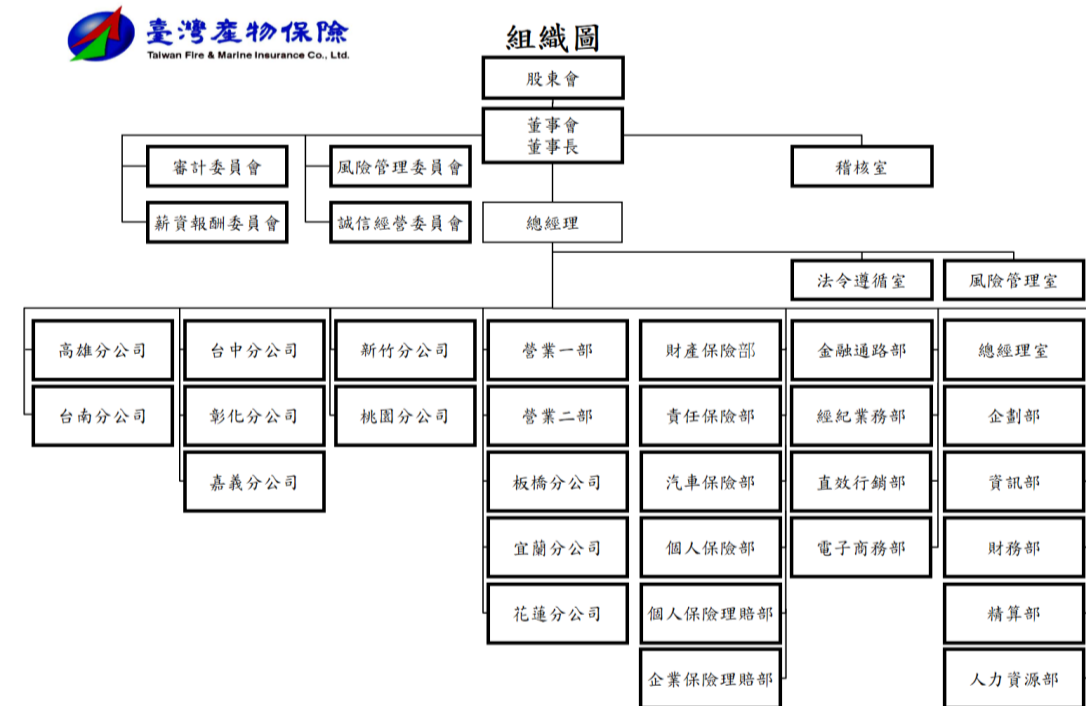 臺灣產物保險
Taiwan Fire & Marine Insurance Co., Ltd.
組織圖
股東會
董事會
董事長
審計委員會
風險管理委員會
稽核室
薪資報酬委員會
誠信經營委員會
總經理
法令遵循室
風險管理室
高雄分公司
台中分公司
新竹分公司
營業一部
財產保險部
金融通路部
總經理室
台南分公司
彰化分公司
桃園分公司
營業二部
責任保險部
經紀業務部
企劃部
嘉義分公司
板橋分公司
汽車保險部
直效行銷部
資訊部
宜蘭分公司
個人保險部
電子商務部
財務部
花蓮分公司
個人保險理賠部
精算部
企業保險理賠部
人力資源部